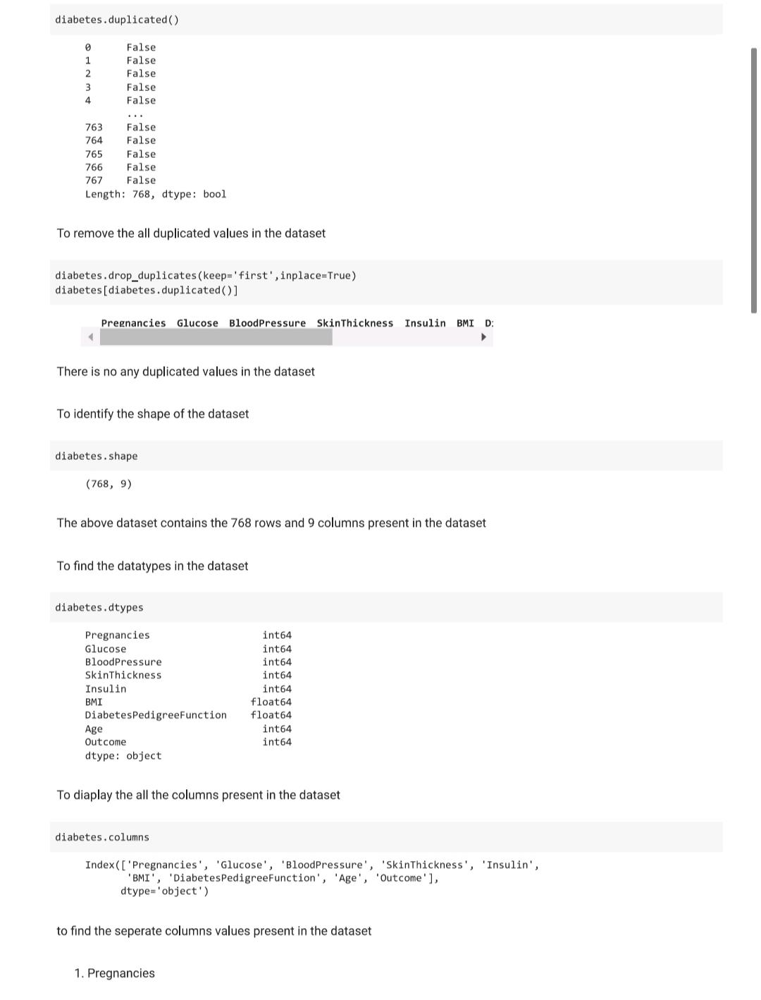 diabetes.duplicated()
0 False
1 False
2 False
3 False
4 False
...
763 False
764 False
765 False
766 False
767 False
Length: 768, dtype: bool
To remove the all duplicated values in the dataset
diabetes.drop_duplicates(keep='first',inplace=True)
diabetes[diabetes.duplicated()]
Pregnancies Glucose BloodPressure SkinThickness Insulin BMI D:
There is no any duplicated values in the dataset
To identify the shape of the dataset
diabetes.shape
(768, 9)
The above dataset contains the 768 rows and 9 columns present in the dataset
To find the datatypes in the dataset
diabetes.dtypes
Pregnancies int64
Glucose int64
BloodPressure int64
SkinThickness int64
Insulin int64
BMI float64
DiabetesPedigreeFunction float64
Age int64
Outcome int64
dtype: object
To diaplay the all the columns present in the dataset
diabetes.columns
Index(['Pregnancies', 'Glucose', 'BloodPressure', 'SkinThickness', 'Insulin',
'BMI', 'DiabetesPedigreeFunction', 'Age', 'Outcome'],
dtype='object')
to find the seperate columns values present in the dataset
1. Pregnancies